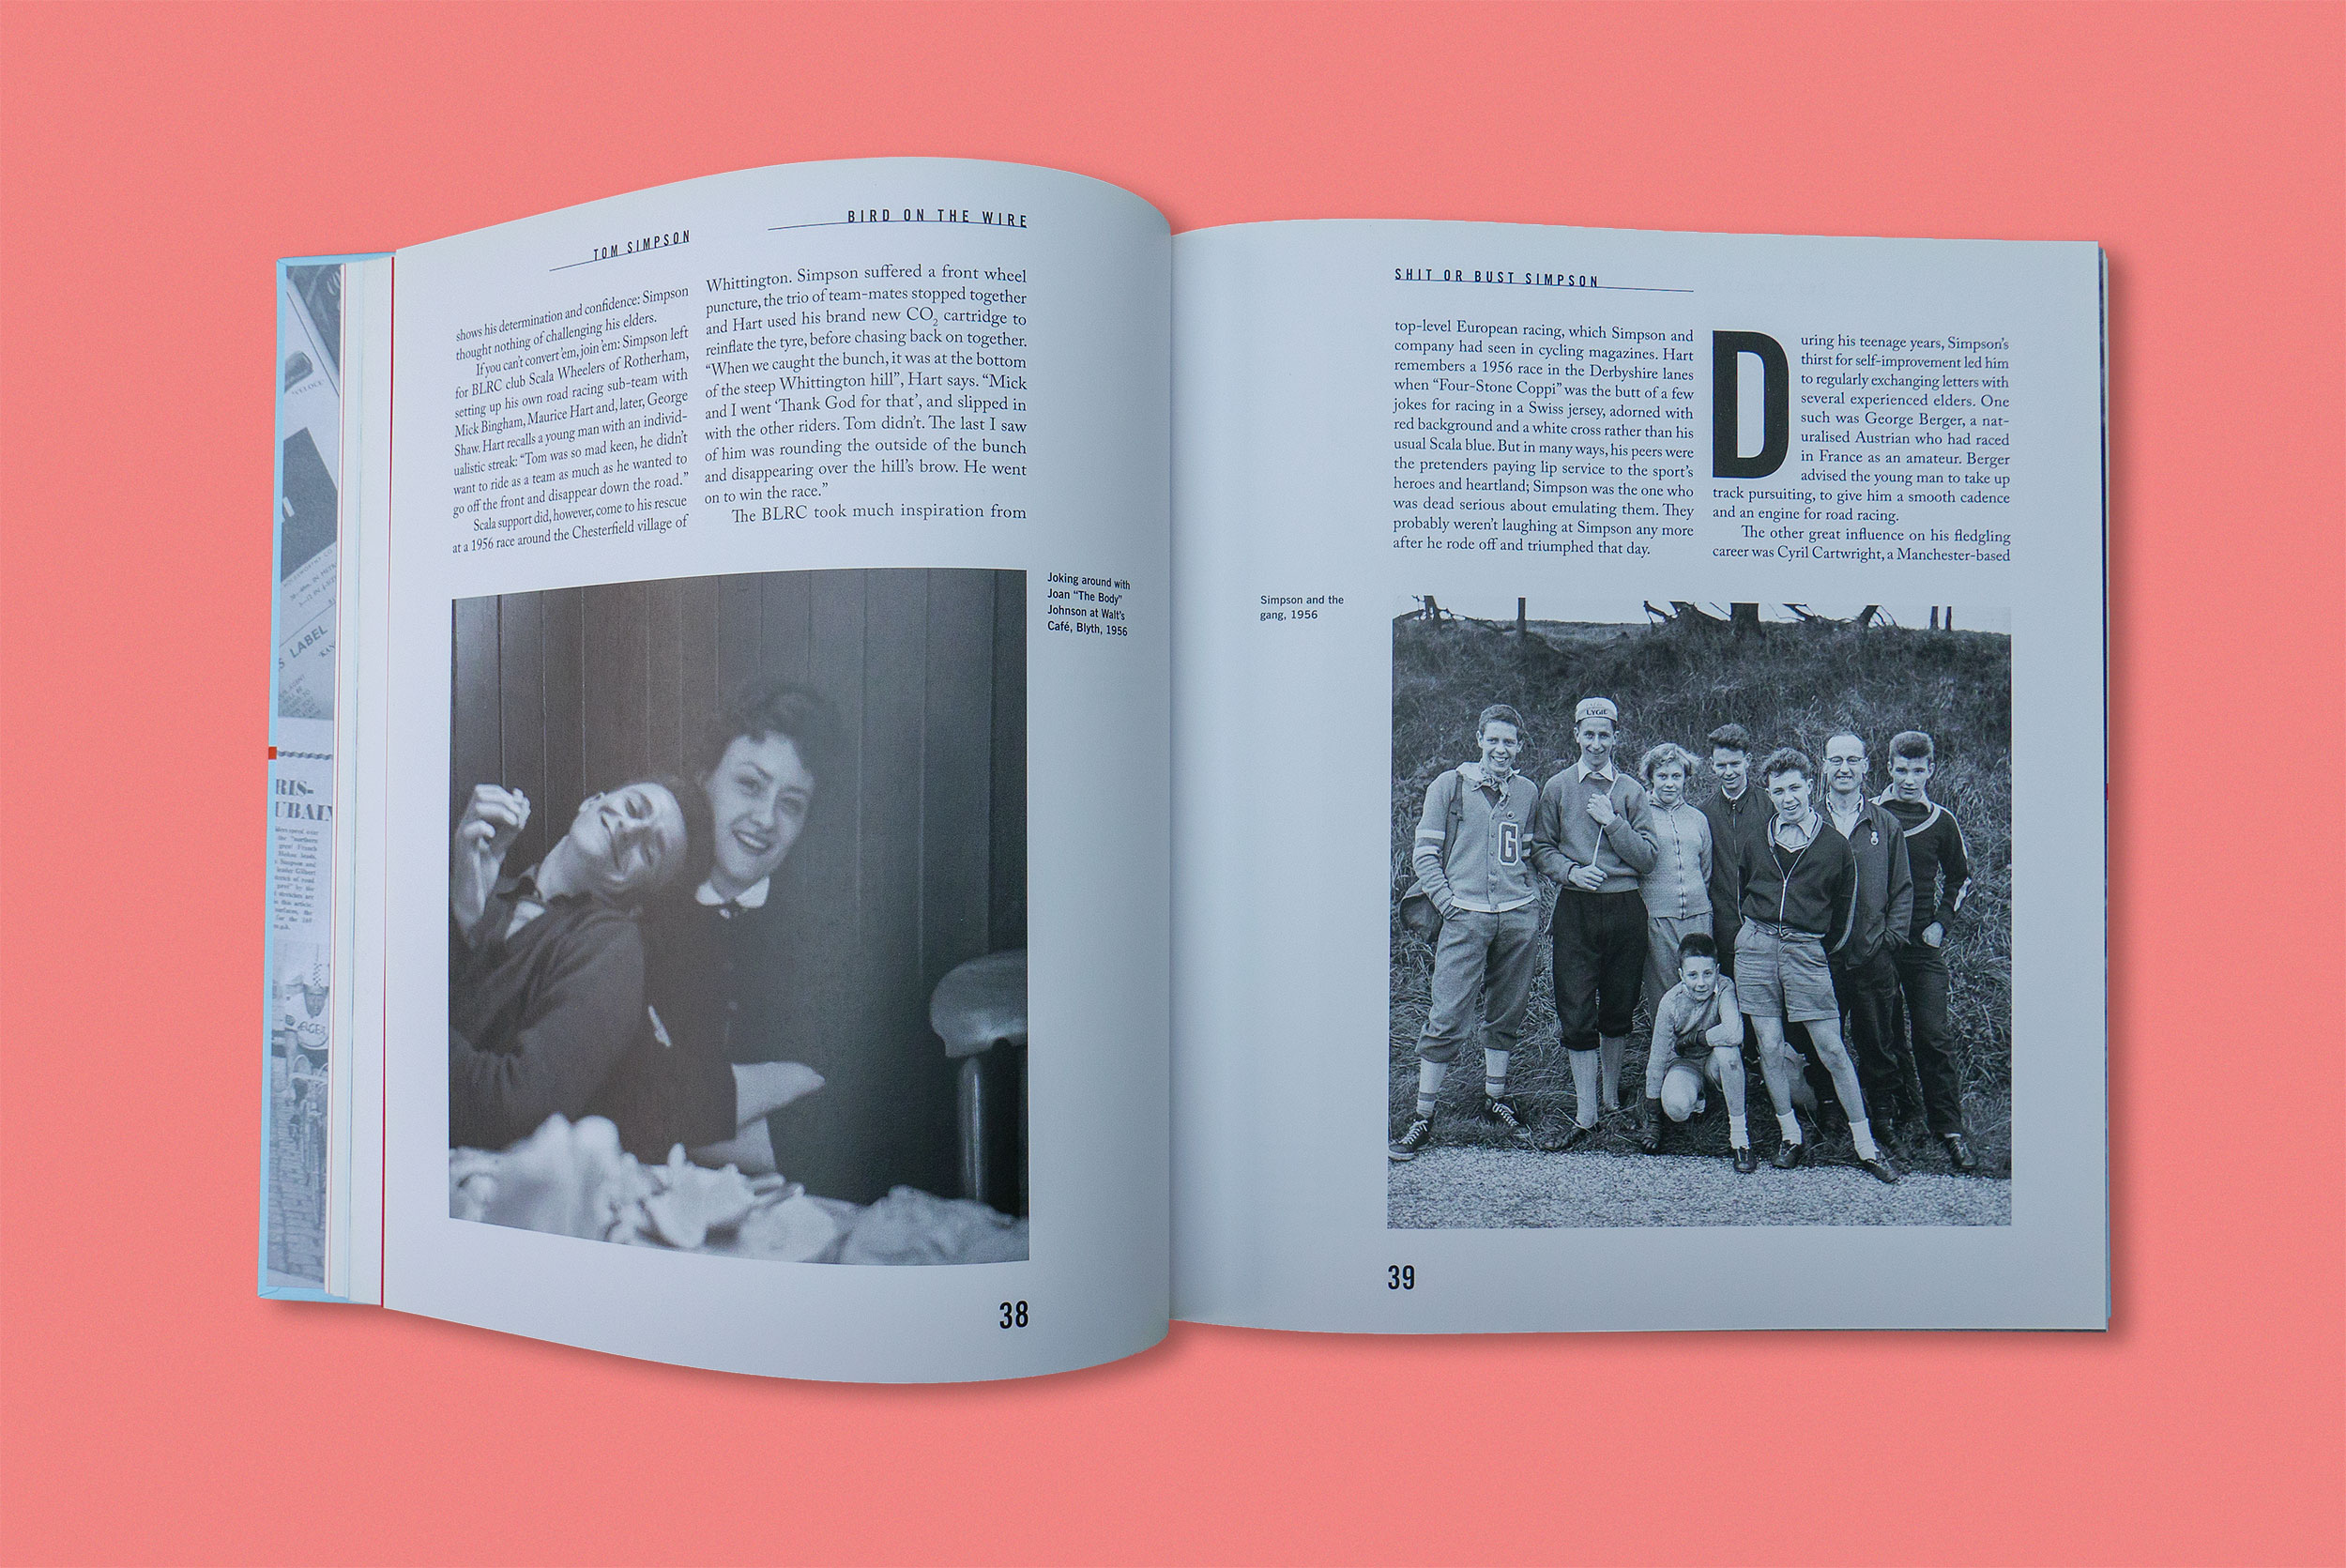 TOM SIMPSON
BIRD ON THE WIRE
shows his determination and confidence: Simpson
thought nothing of challenging his elders.
If you can't convert 'em, join 'em: Simpson left
for BLRC club Scala Wheelers of Rotherham,
setting up his own road racing sub-team with
Mick Bingham, Maurice Hart and, later, George
Shaw. Hart recalls a young man with an individ-
ualistic streak: “Tom was so mad keen, he didn't
want to ride as a team as much as he wanted to
go off the front and disappear down the road.”
Scala support did, however, come to his rescue
at a 1956 race around the Chesterfield village of
Whittington. Simpson suffered a front wheel
puncture, the trio of team-mates stopped together
and Hart used his brand new CO₂ cartridge to
reinflate the tyre, before chasing back on together.
“When we caught the bunch, it was at the bottom
of the steep Whittington hill”, Hart says. “Mick
and I went ‘Thank God for that’, and slipped in
with the other riders. Tom didn't. The last I saw
of him was rounding the outside of the bunch
and disappearing over the hill's brow. He went
on to win the race.”
The BLRC took much inspiration from
Joking around with
Joan “The Body”
Johnson at Walt's
Café, Blyth, 1956
38
SHIT OR BUST SIMPSON
top-level European racing, which Simpson and
company had seen in cycling magazines. Hart
remembers a 1956 race in the Derbyshire lanes
when “Four-Stone Coppi” was the butt of a few
jokes for racing in a Swiss jersey, adorned with
red background and a white cross rather than his
usual Scala blue. But in many ways, his peers were
the pretenders paying lip service to the sport's
heroes and heartland; Simpson was the one who
was dead serious about emulating them. They
probably weren't laughing at Simpson any more
after he rode off and triumphed that day.
During his teenage years, Simpson's
thirst for self-improvement led him
to regularly exchanging letters with
several experienced elders. One
such was George Berger, a nat-
uralised Austrian who had raced
in France as an amateur. Berger
advised the young man to take up
track pursuiting, to give him a smooth cadence
and an engine for road racing.
The other great influence on his fledgling
career was Cyril Cartwright, a Manchester-based
Simpson and the
gang, 1956
LYGIE
G
39
LABEL
RIS-
UBAIX